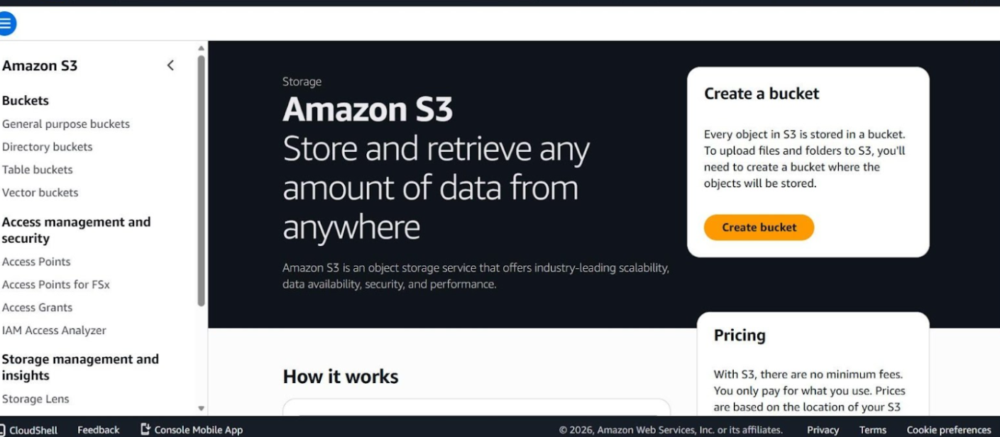 Amazon S3
Buckets
General purpose buckets
Directory buckets
Table buckets
Vector buckets
Access management and
security
Access Points
Access Points for FSx
Access Grants
IAM Access Analyzer
Storage management and
insights
Storage Lens
Storage
Amazon S3
Store and retrieve any
amount of data from
anywhere
Amazon S3 is an object storage service that offers industry-leading scalability,
data availability, security, and performance.
Create a bucket
Every object in S3 is stored in a bucket.
To upload files and folders to S3, you'll
need to create a bucket where the
objects will be stored.
Create bucket
How it works
Pricing
With S3, there are no minimum fees.
You only pay for what you use. Prices
are based on the location of your S3
CloudShell Feedback Console Mobile App © 2026, Amazon Web Services, Inc. or its affiliates. Privacy Terms Cookie preferences